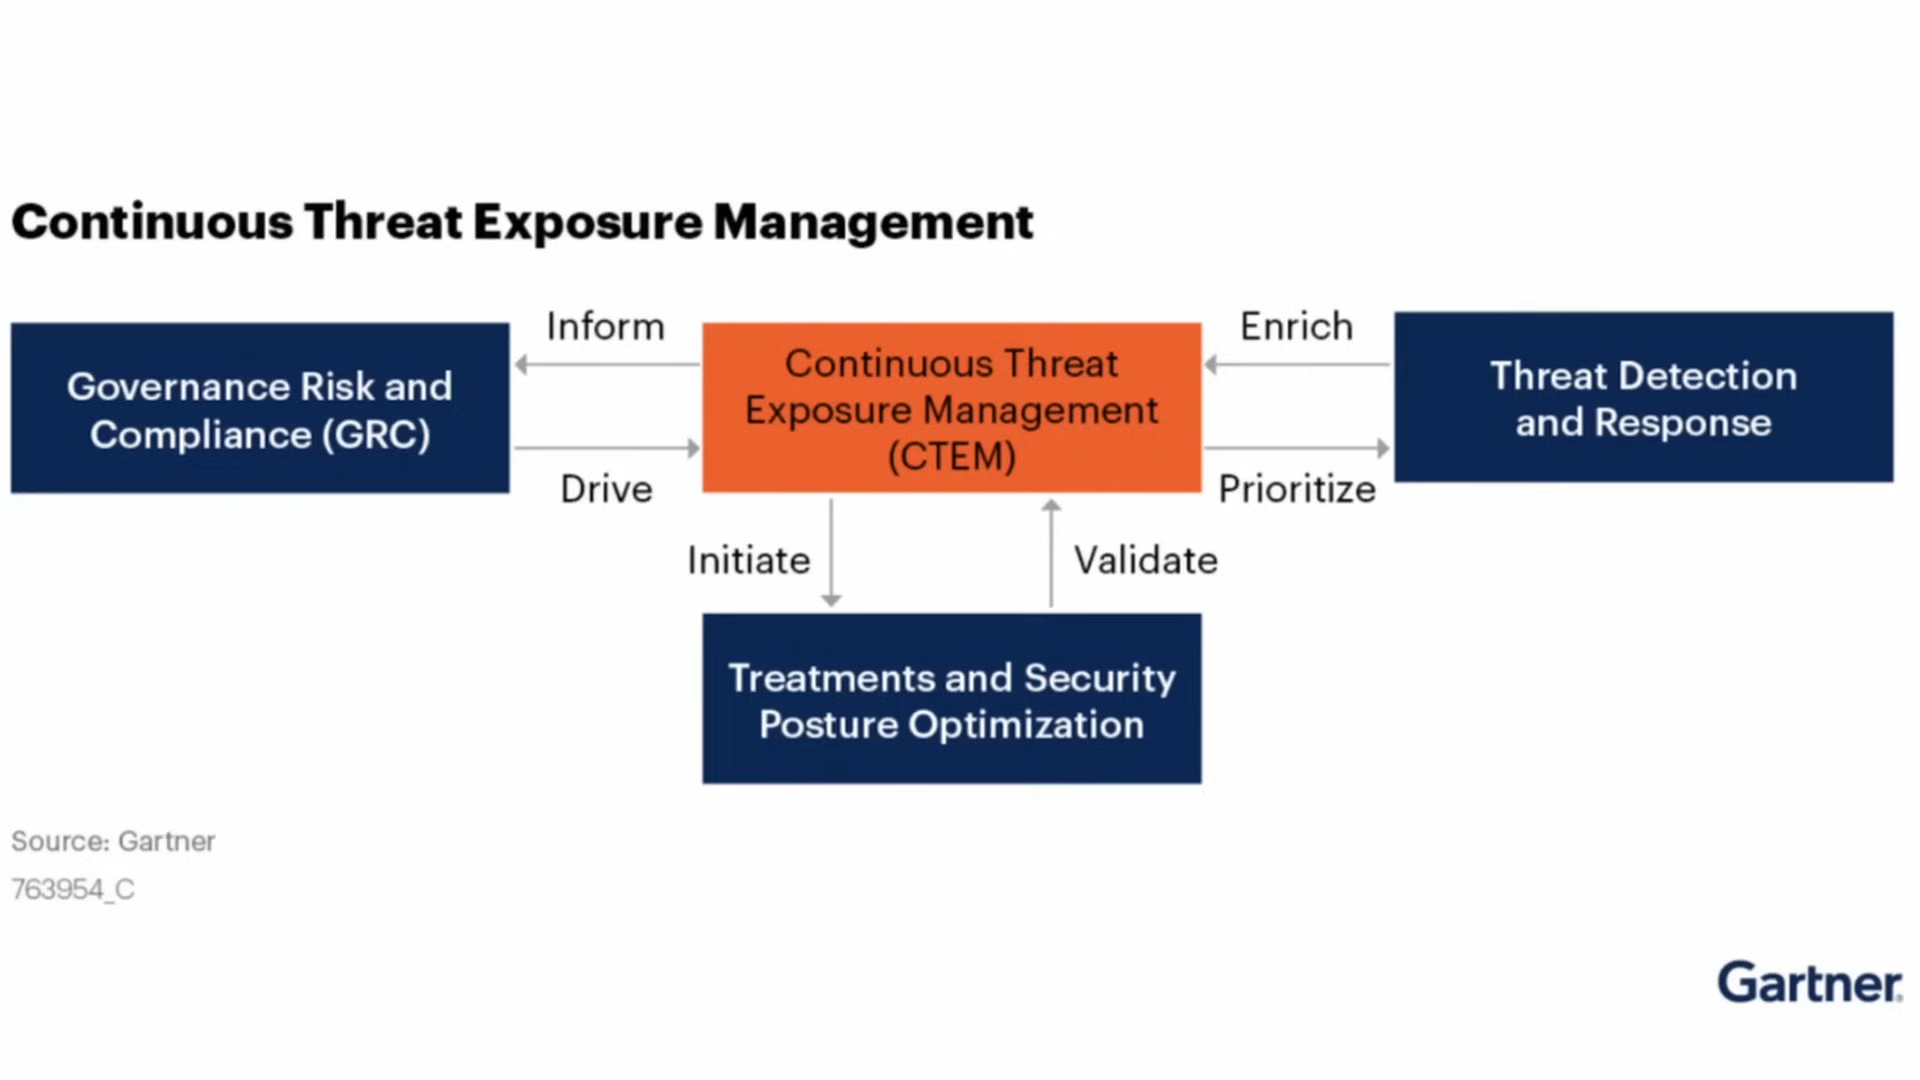 Continuous Threat Exposure Management
Inform
Enrich
Governance Risk and
Compliance (GRC)
Continuous Threat
Exposure Management
(CTEM)
Threat Detection
and Response
Drive
Prioritize
Initiate
Validate
Treatments and Security
Posture Optimization
Source: Gartner
763954_C
Gartner